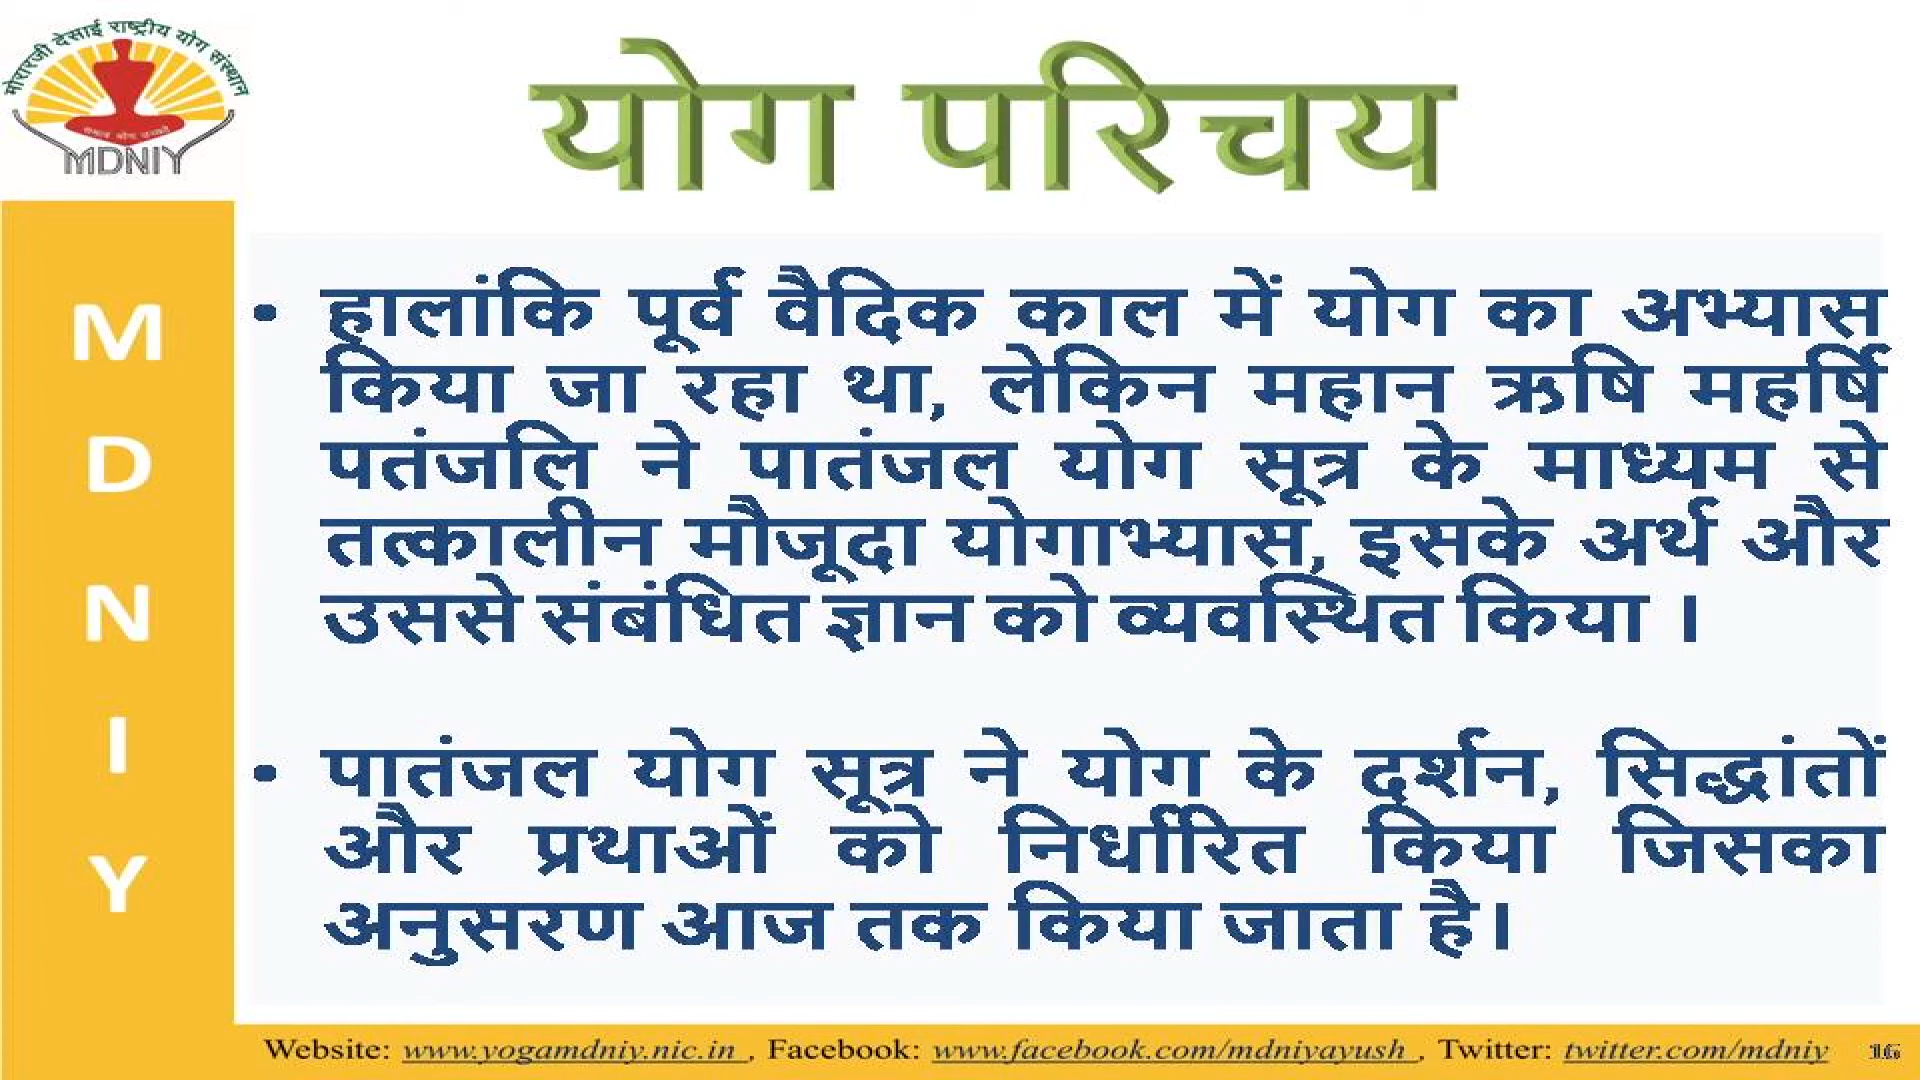 मोरारजी देसाई राष्ट्रीय योग संस्थान
MDNIY
योग परिचय
M
D
N
I
Y
• हालांकि पूर्व वैदिक काल में योग का अभ्यास
किया जा रहा था, लेकिन महान ऋषि महर्षि
पतंजलि ने पातंजल योग सूत्र के माध्यम से
तत्कालीन मौजूदा योगाभ्यास, इसके अर्थ और
उससे संबंधित ज्ञान को व्यवस्थित किया ।
• पातंजल योग सूत्र ने योग के दर्शन, सिद्धांतों
और प्रथाओं को निर्धारित किया जिसका
अनुसरण आज तक किया जाता है।
Website: www.yogamdniy.nic.in , Facebook: www.facebook.com/mdniyayush , Twitter: twitter.com/mdniy